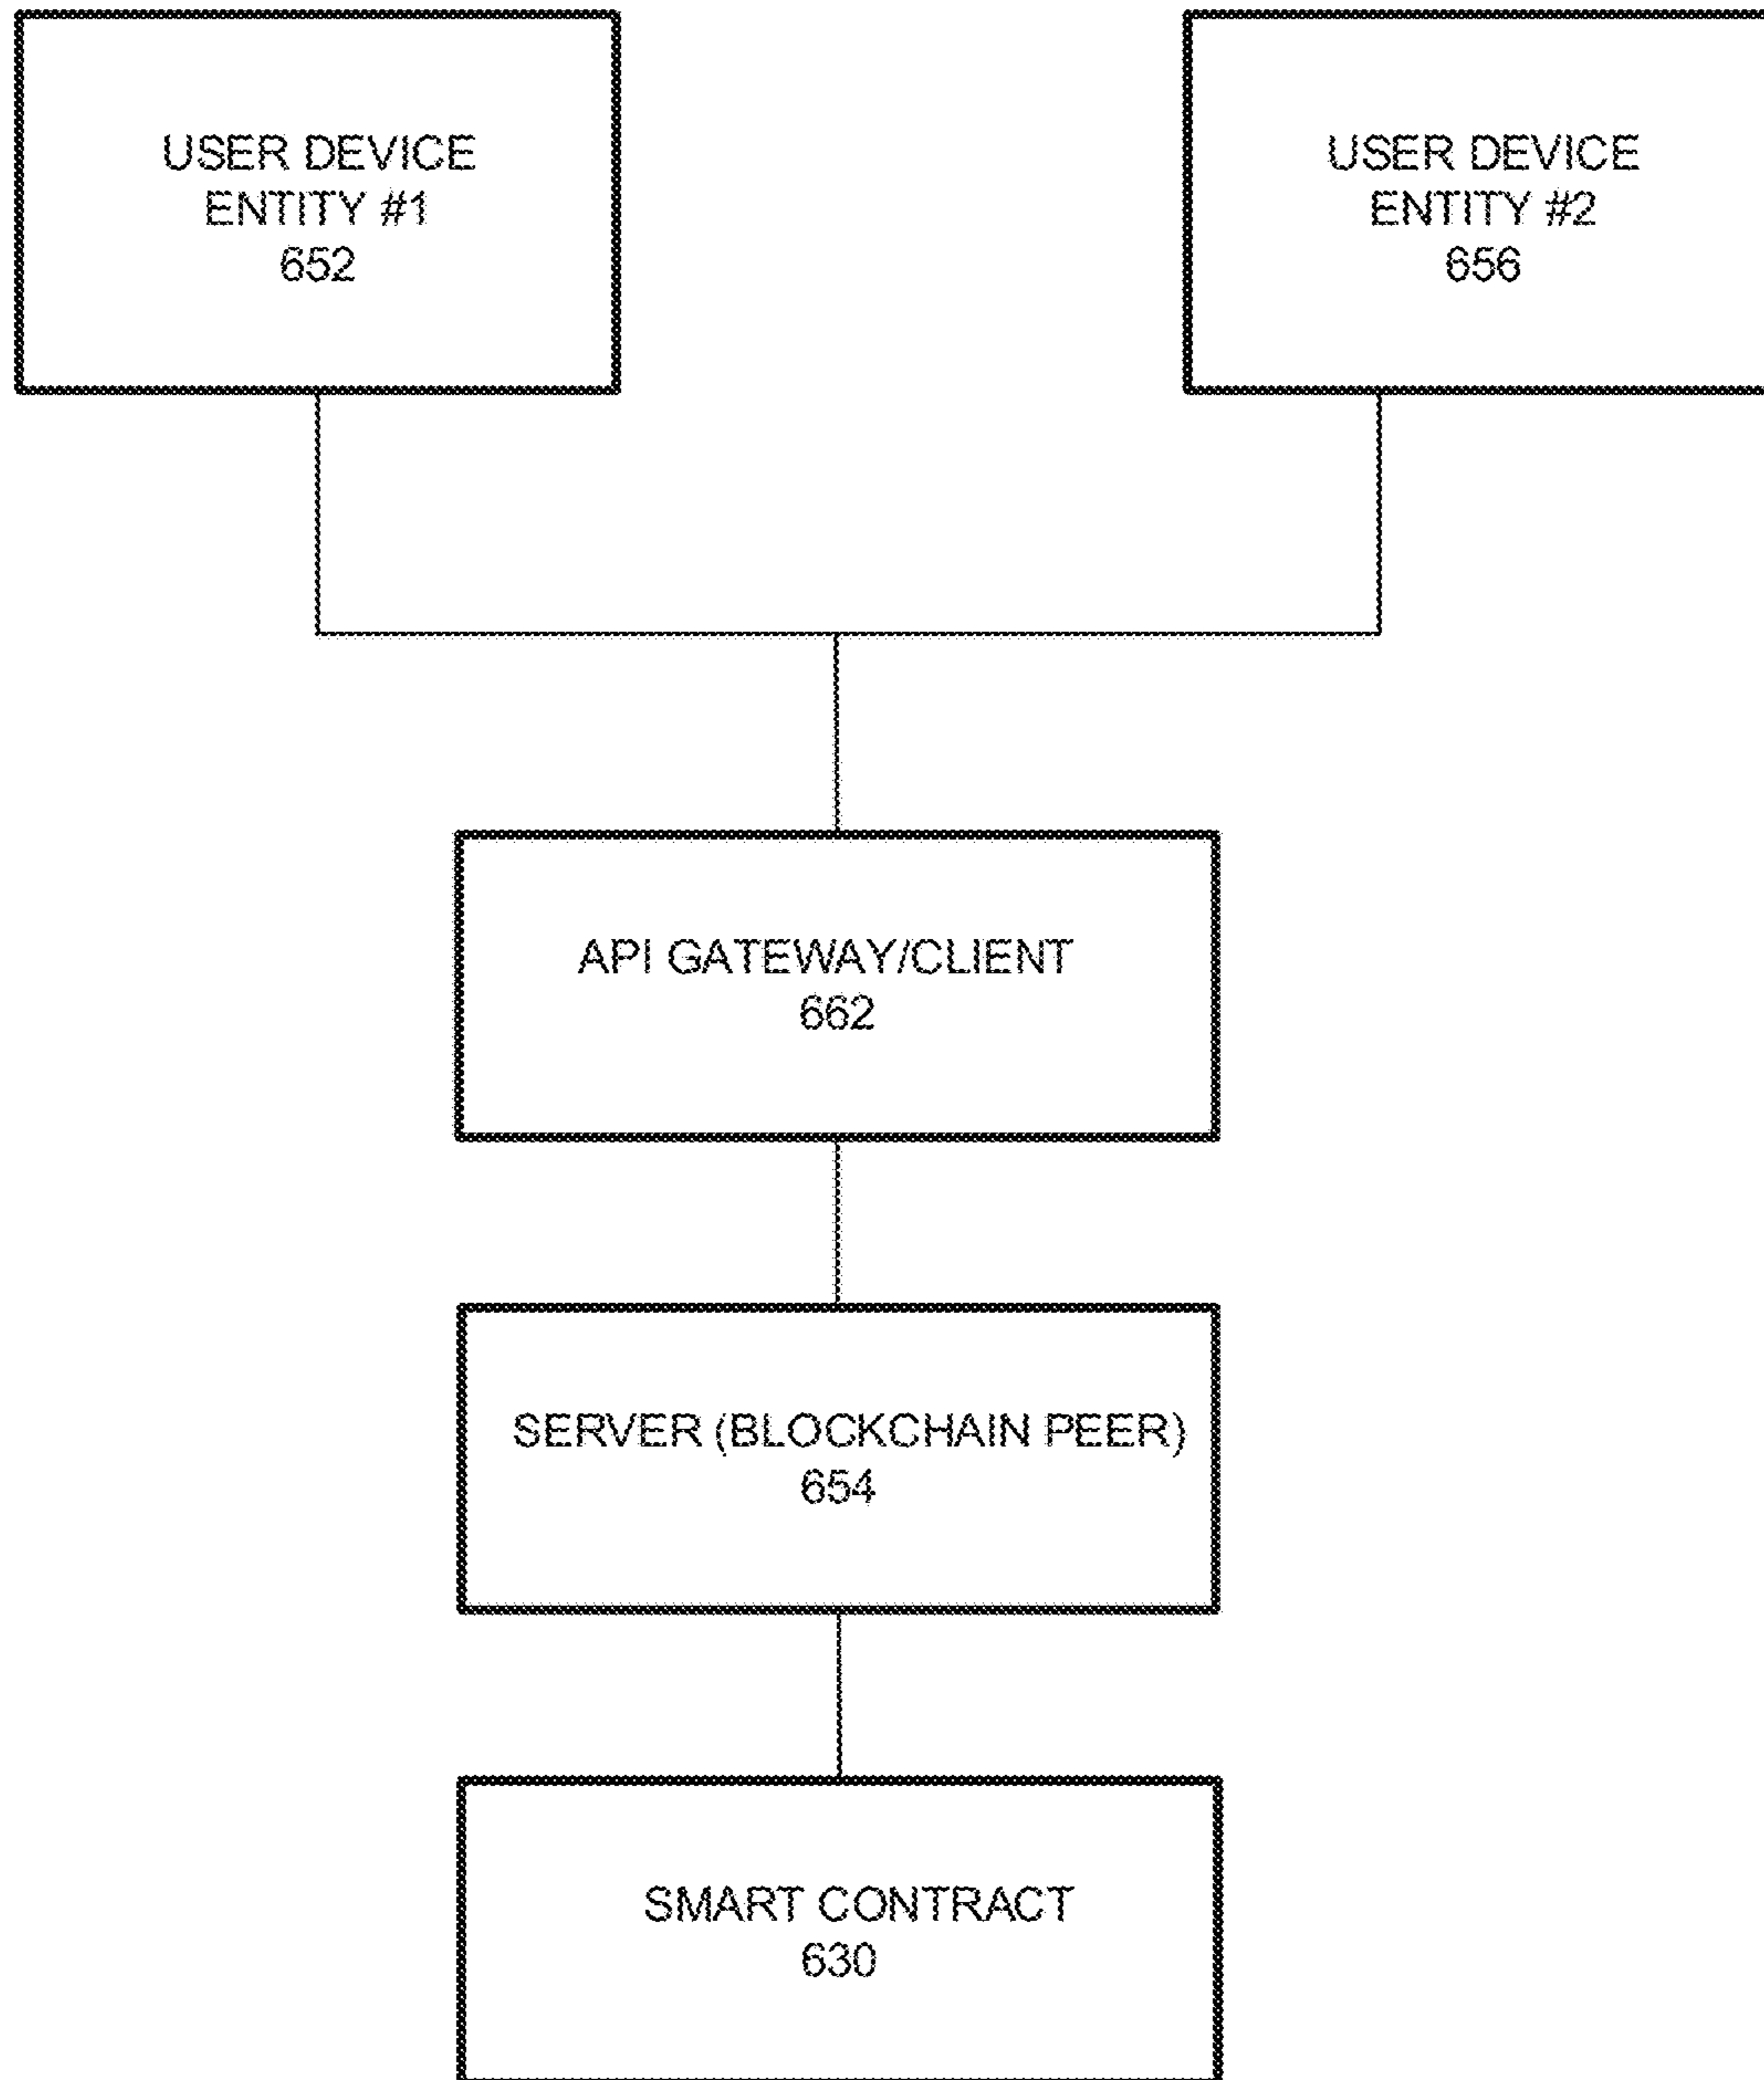 USER DEVICE
ENTITY #1
652
USER DEVICE
ENTITY #2
656
API GATEWAY/CLIENT
662
SERVER (BLOCKCHAIN PEER)
654
SMART CONTRACT
630